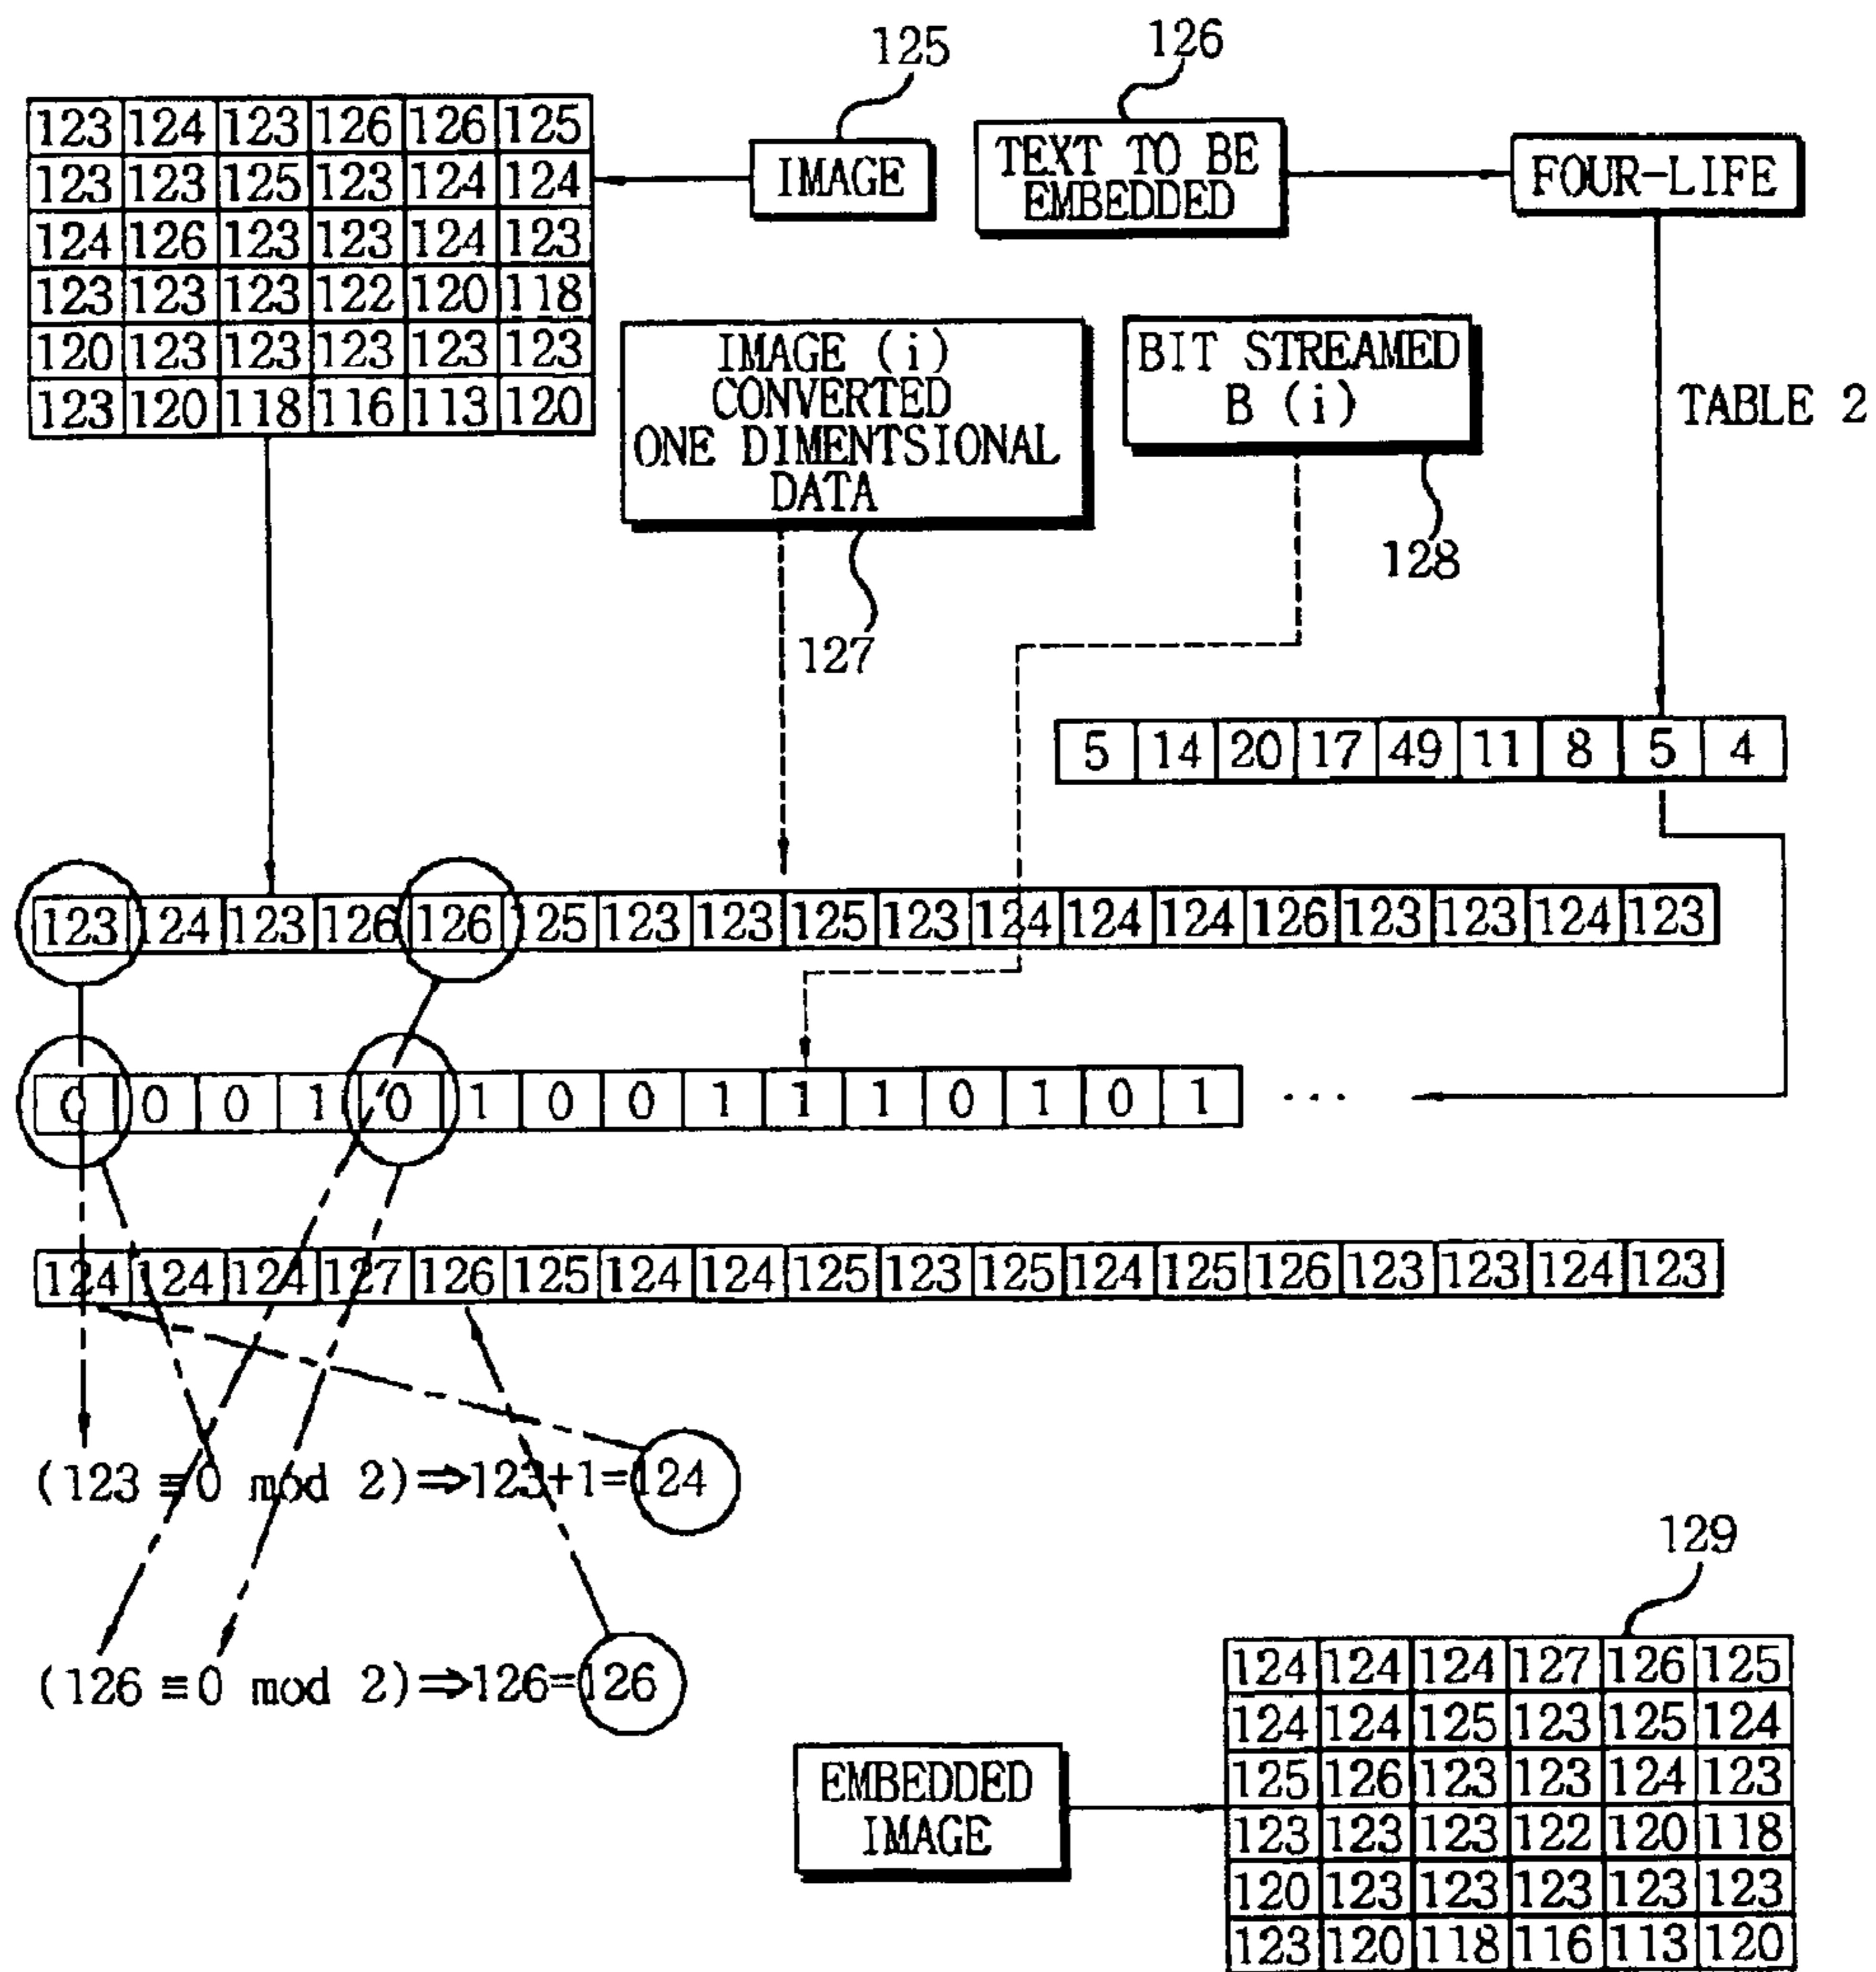 125
126
123 124 123 126 126 125
123 123 125 123 124 124
124 126 123 123 124 123
123 123 123 122 120 118
120 123 123 123 123 123
123 120 118 116 113 120
IMAGE
TEXT TO BE
EMBEDDED
FOUR-LIFE
IMAGE (i)
CONVERTED
ONE DIMENTSIONAL
DATA
BIT STREAMED
B (i)
TABLE 2
127
128
5 14 20 17 49 11 8 5 4
123 124 123 126 126 125 123 123 125 123 124 124 124 126 123 123 124 123
0 0 0 1 0 1 0 0 1 1 1 0 1 0 1 ...
124 124 124 127 126 125 124 124 125 123 125 124 125 126 123 123 124 123
(123 ≡0 mod 2)⇒123+1=124
(126 ≡0 mod 2)⇒126=126
129
EMBEDDED
IMAGE
124 124 124 127 126 125
124 124 125 123 125 124
125 126 123 123 124 123
123 123 123 122 120 118
120 123 123 123 123 123
123 120 118 116 113 120